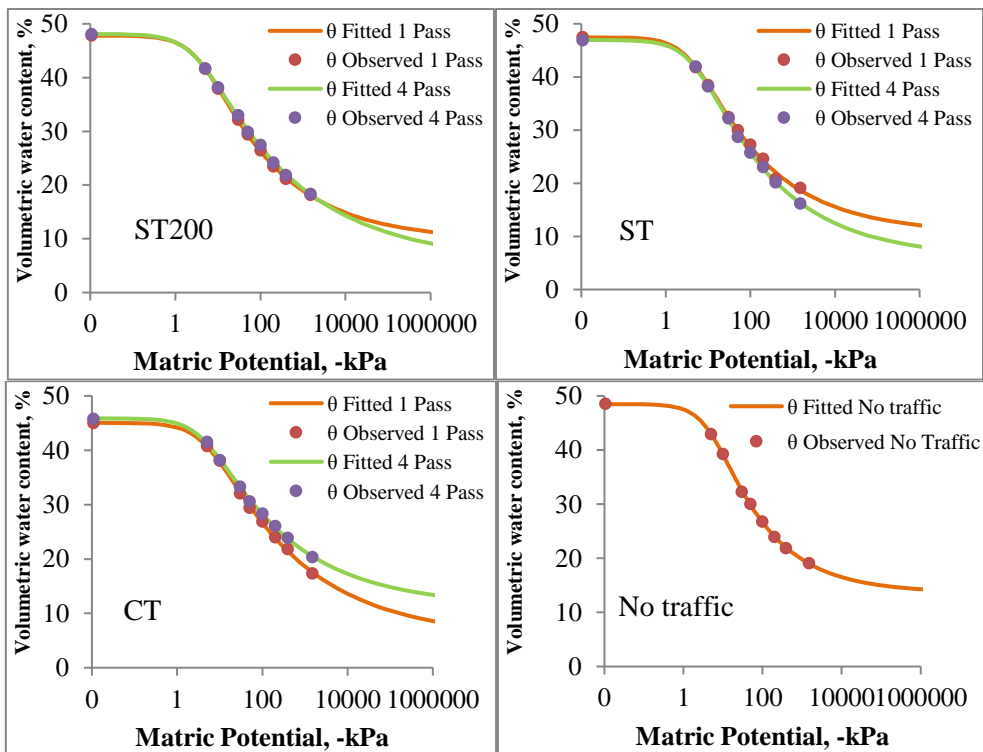 Volumetric water content, %
50
40
30
20
10
0
θ Fitted 1 Pass
θ Observed 1 Pass
θ Fitted 4 Pass
θ Observed 4 Pass
ST200
0 1 100 10000 1000000
Matric Potential, -kPa
Volumetric water content, %
50
40
30
20
10
0
θ Fitted 1 Pass
θ Observed 1 Pass
θ Fitted 4 Pass
θ Observed 4 Pass
ST
0 1 100 10000 1000000
Matric Potential, -kPa
Volumetric water content, %
50
40
30
20
10
0
θ Fitted 1 Pass
θ Observed 1 Pass
θ Fitted 4 Pass
θ Observed 4 Pass
CT
0 1 100 10000 1000000
Matric Potential, -kPa
Volumetric water content, %
50
40
30
20
10
0
θ Fitted No traffic
θ Observed No Traffic
No traffic
0 1 100 10000 1000000
Matric Potential, -kPa